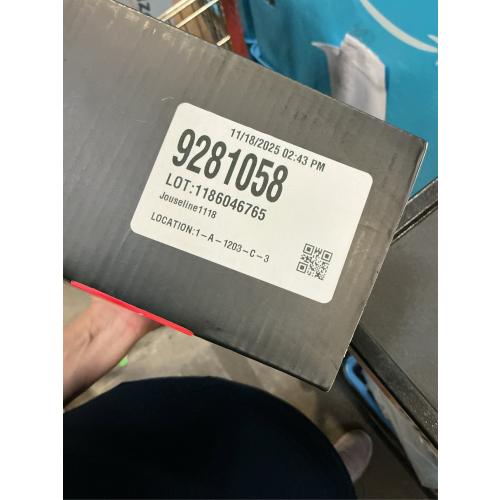 11/18/2025 02:43 PM
9281058
LOT:1186046765
Jouseline1118
LOCATION:1-A-1203-C-3